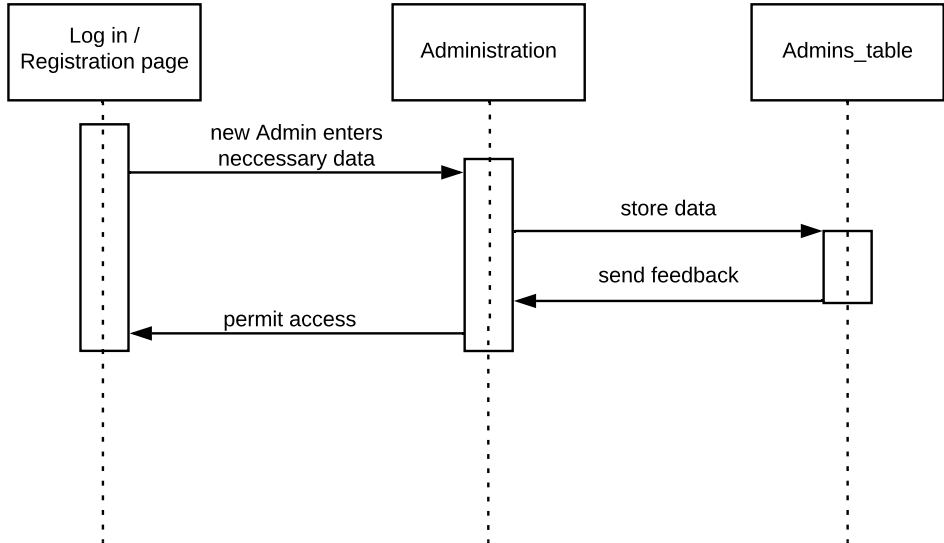 Log in /
Registration page
Administration
Admins_table
new Admin enters
neccessary data
store data
send feedback
permit access